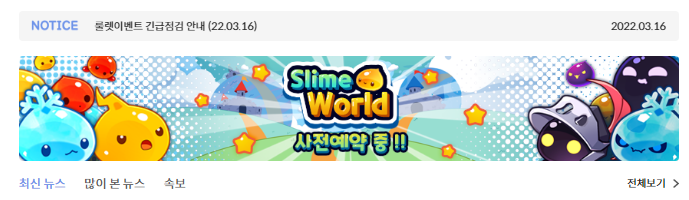 NOTICE 룰렛이벤트 긴급점검 안내 (22.03.16) 2022.03.16
Slime
World
사전예약 중!!
최신 뉴스 많이 본 뉴스 속보 전체보기 >